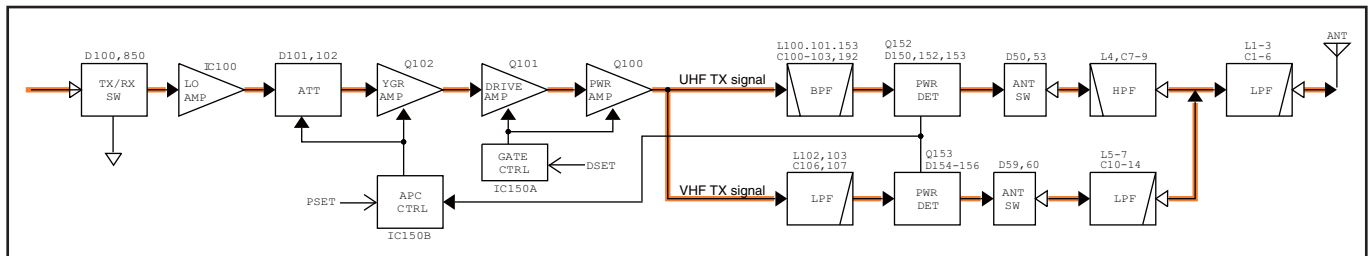 ANT
D100,850
IC100
D101,102
Q102
Q101
Q100
L100.101.153
C100-103,192
Q152
D150,152,153
D50,53
L4,C7-9
L1-3
C1-6
TX/RX
SW
LO
AMP
ATT
YGR
AMP
DRIVE
AMP
PWR
AMP
UHF TX signal
BPF
PWR
DET
ANT
SW
HPF
LPF
GATE
CTRL
DSET
IC150A
L102,103
C106,107
Q153
D154-156
D59,60
L5-7
C10-14
PSET
APC
CTRL
IC150B
VHF TX signal
LPF
PWR
DET
ANT
SW
LPF